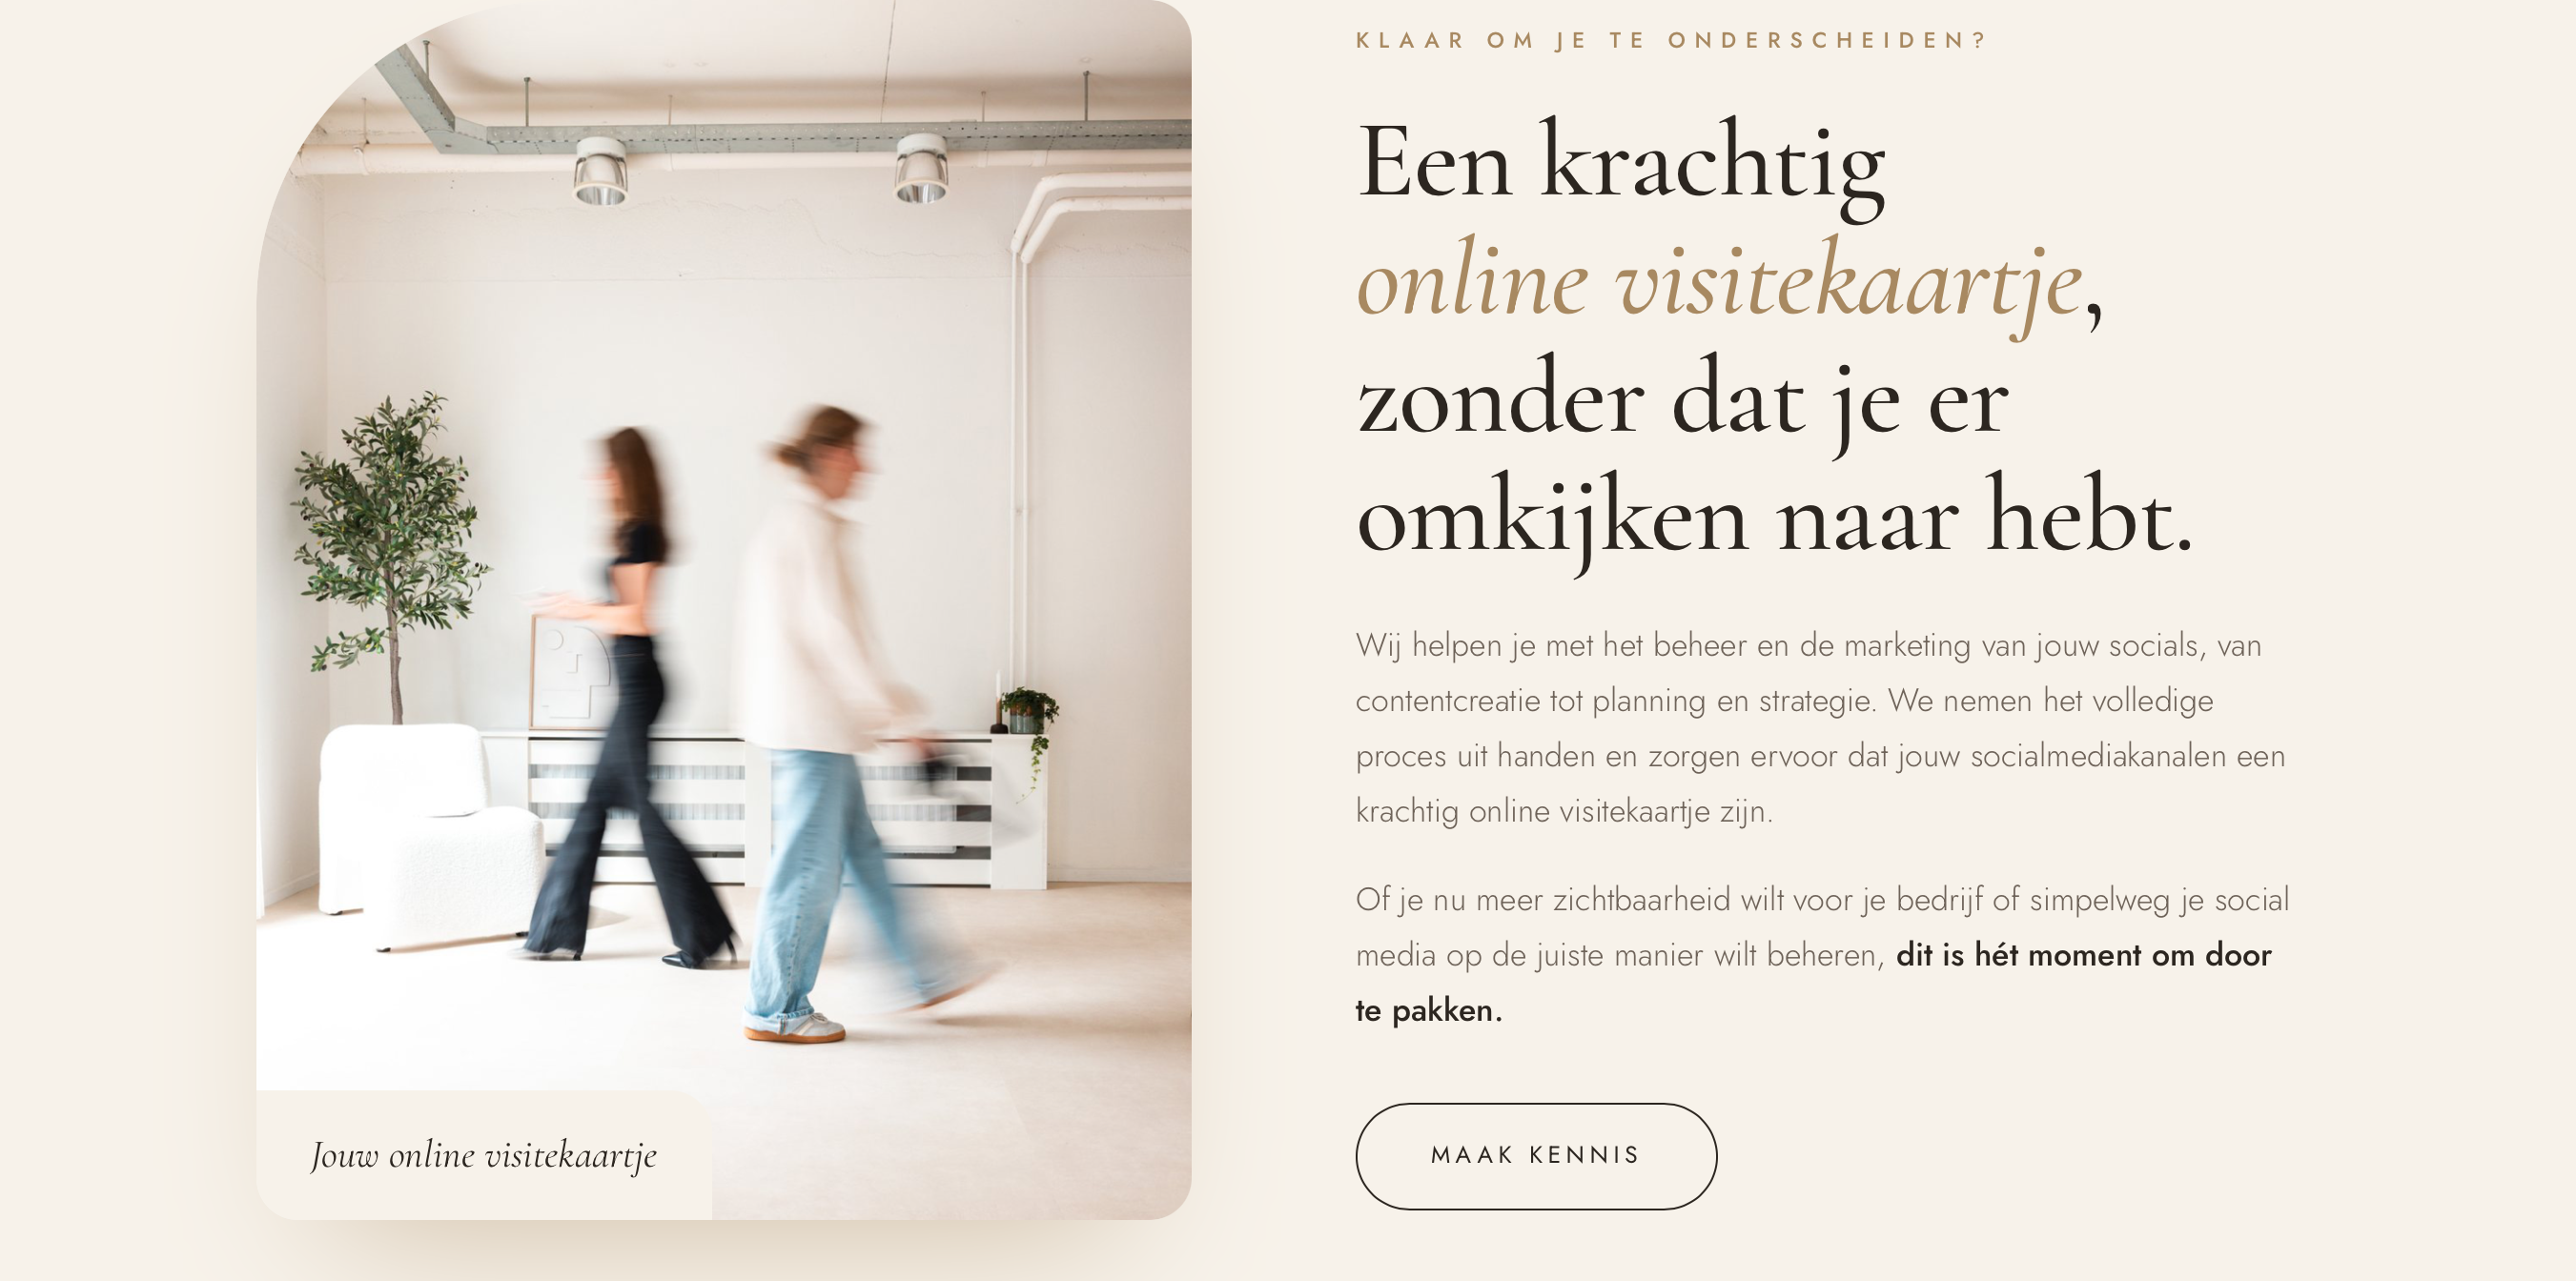 KLAAR OM JE TE ONDERSCHEIDEN?
Een krachtig
online visitekaartje,
zonder dat je er
omkijken naar hebt.
Wij helpen je met het beheer en de marketing van jouw socials, van
contentcreatie tot planning en strategie. We nemen het volledige
proces uit handen en zorgen ervoor dat jouw socialmediakanalen een
krachtig online visitekaartje zijn.
Of je nu meer zichtbaarheid wilt voor je bedrijf of simpelweg je social
media op de juiste manier wilt beheren, dit is hét moment om door
te pakken.
MAAK KENNIS
Jouw online visitekaartje